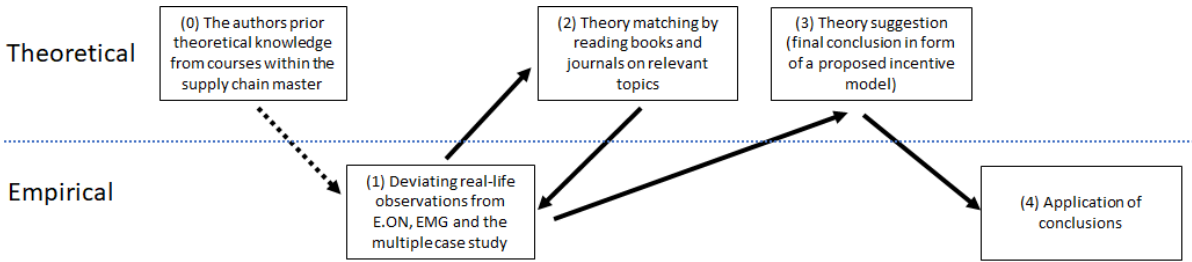 Theoretical
(0) The authors prior
theoretical knowledge
from courses within the
supply chain master
(2) Theory matching by
reading books and
journals on relevant
topics
(3) Theory suggestion
(final conclusion in form
of a proposed incentive
model)
Empirical
(1) Deviating real-life
observations from
E.ON, EMG and the
multiple case study
(4) Application of
conclusions